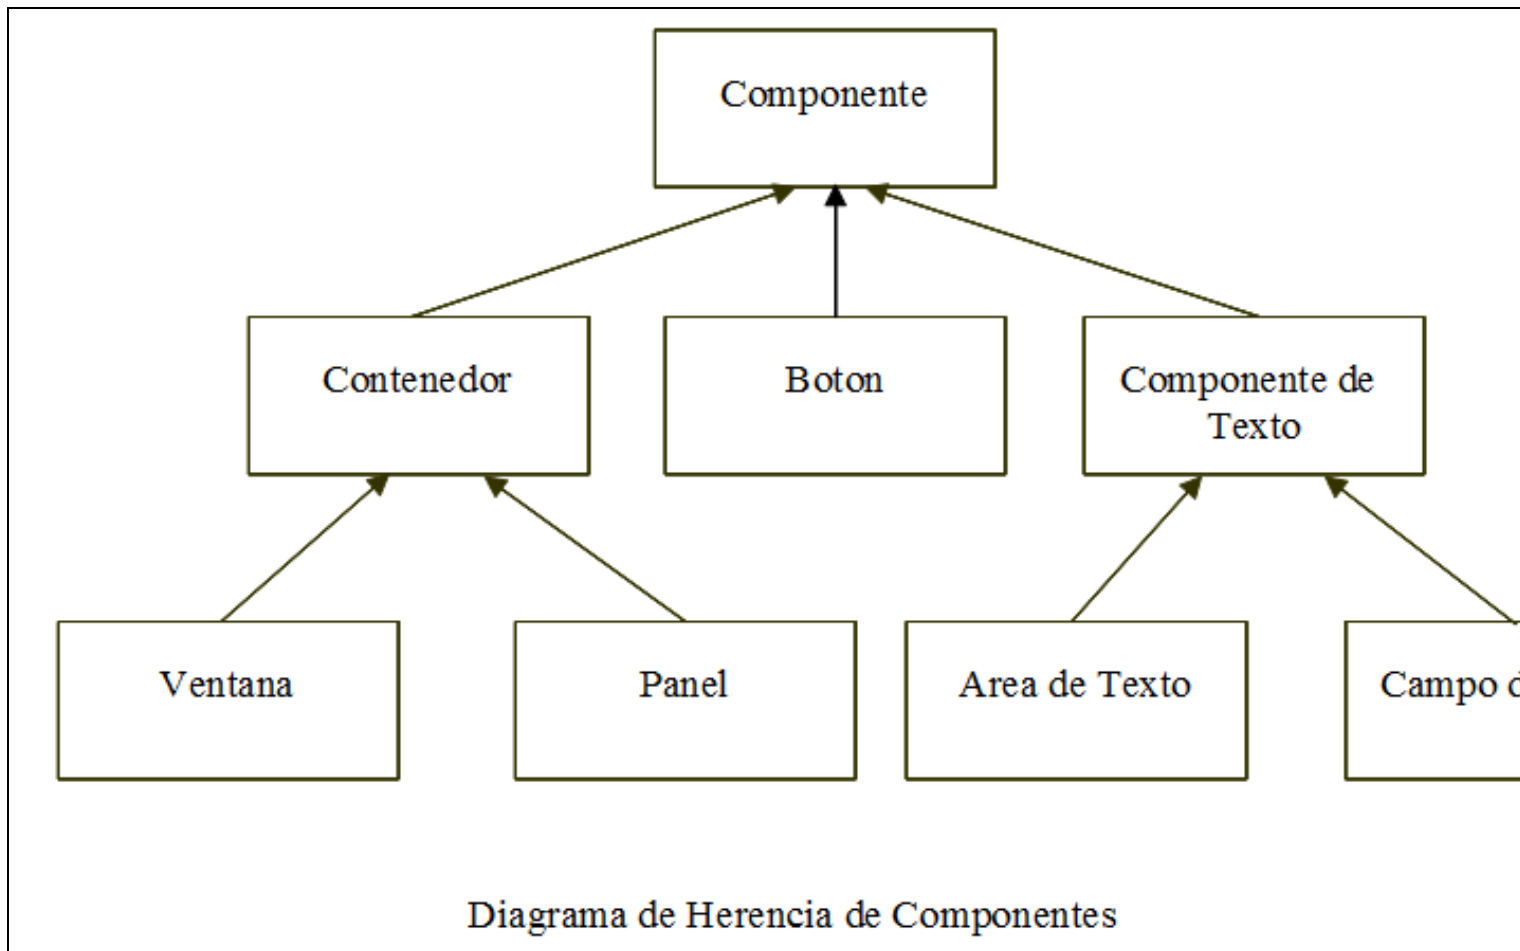 Componente
Contenedor
Boton
Componente de
Texto
Ventana
Panel
Area de Texto
Campo
Diagrama de Herencia de Componentes